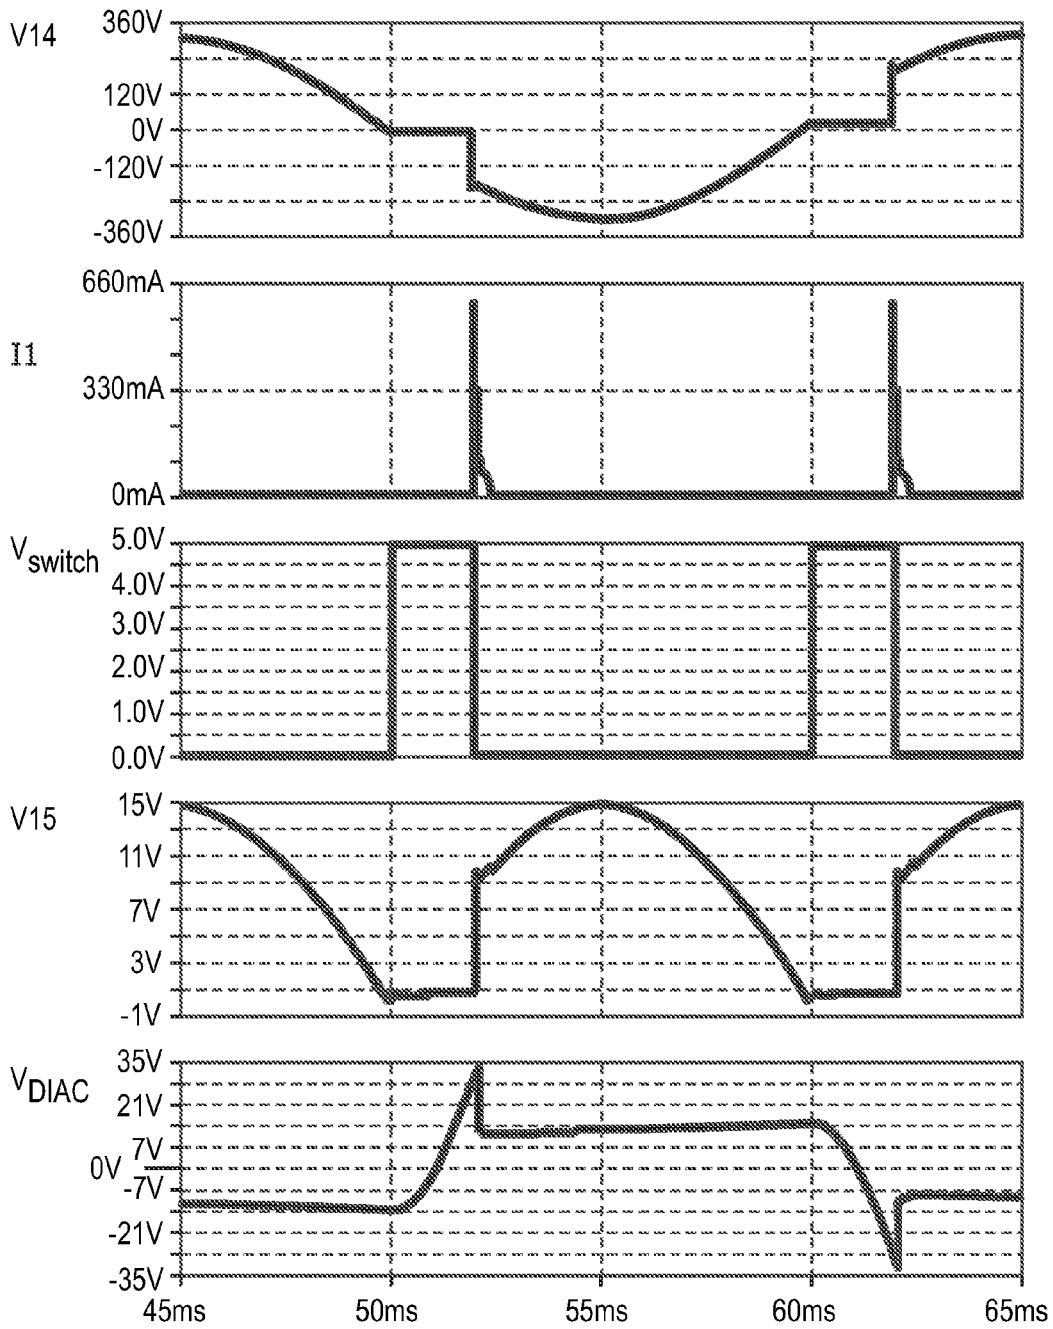 V14
360V
120V
0V
-120V
-360V
I1
660mA
330mA
0mA
Vswitch
5.0V
4.0V
3.0V
2.0V
1.0V
0.0V
V15
15V
11V
7V
3V
-1V
VDIAC
35V
21V
7V
0V
-7V
-21V
-35V
45ms 50ms 55ms 60ms 65ms